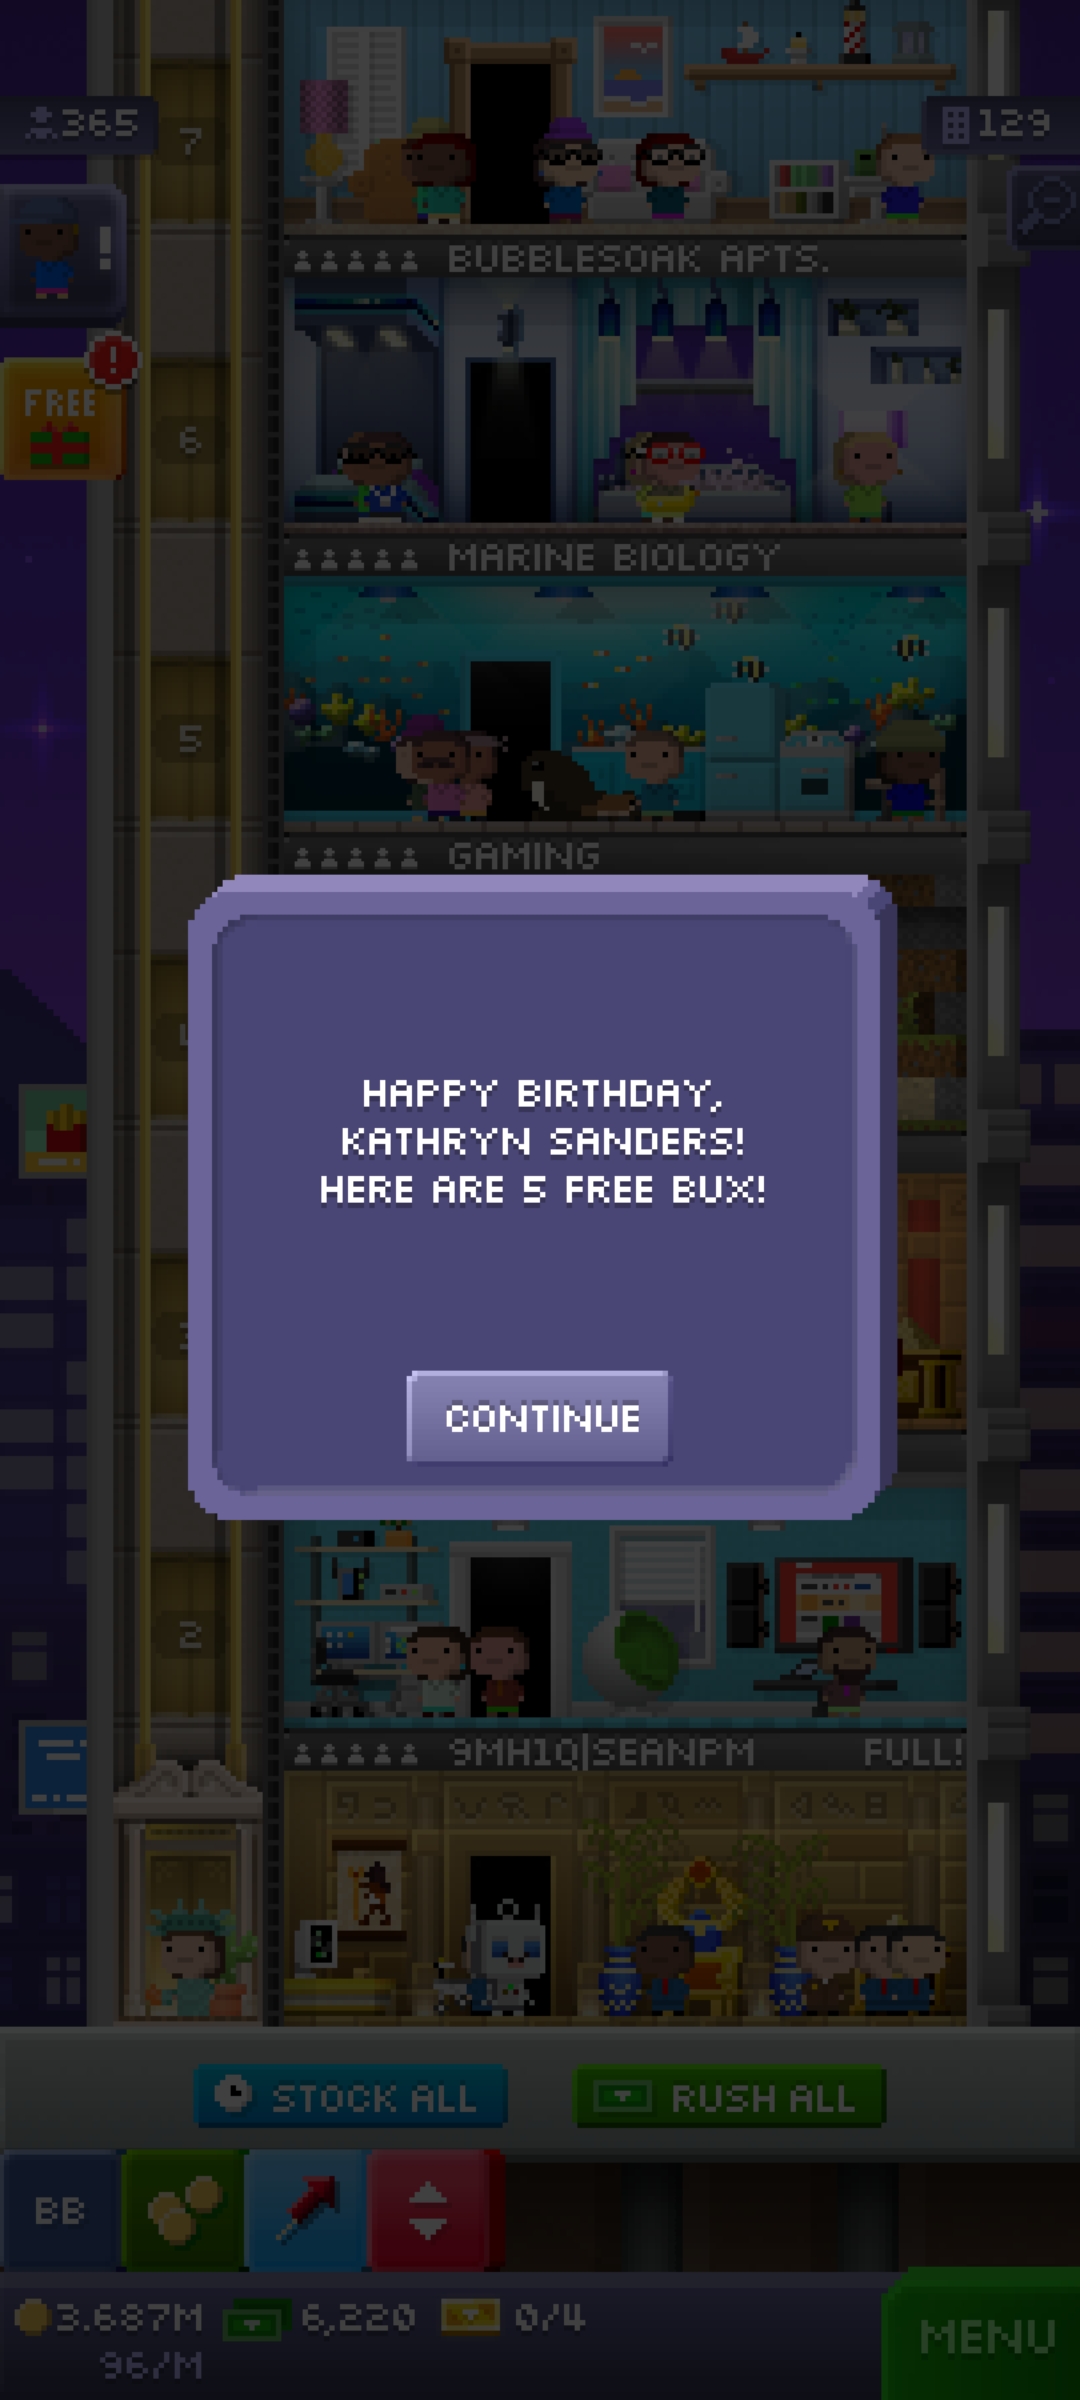 365
7
129
!
BUBBLESOAK APTS.
!
FREE
6
MARINE BIOLOGY
5
GAMING
HAPPY BIRTHDAY,
KATHRYN SANDERS!
HERE ARE 5 FREE BUX!
CONTINUE
2
9MH1Q|SEANPM FULL!
STOCK ALL
RUSH ALL
BB
3.687M 6,220 0/4
96/M
MENU